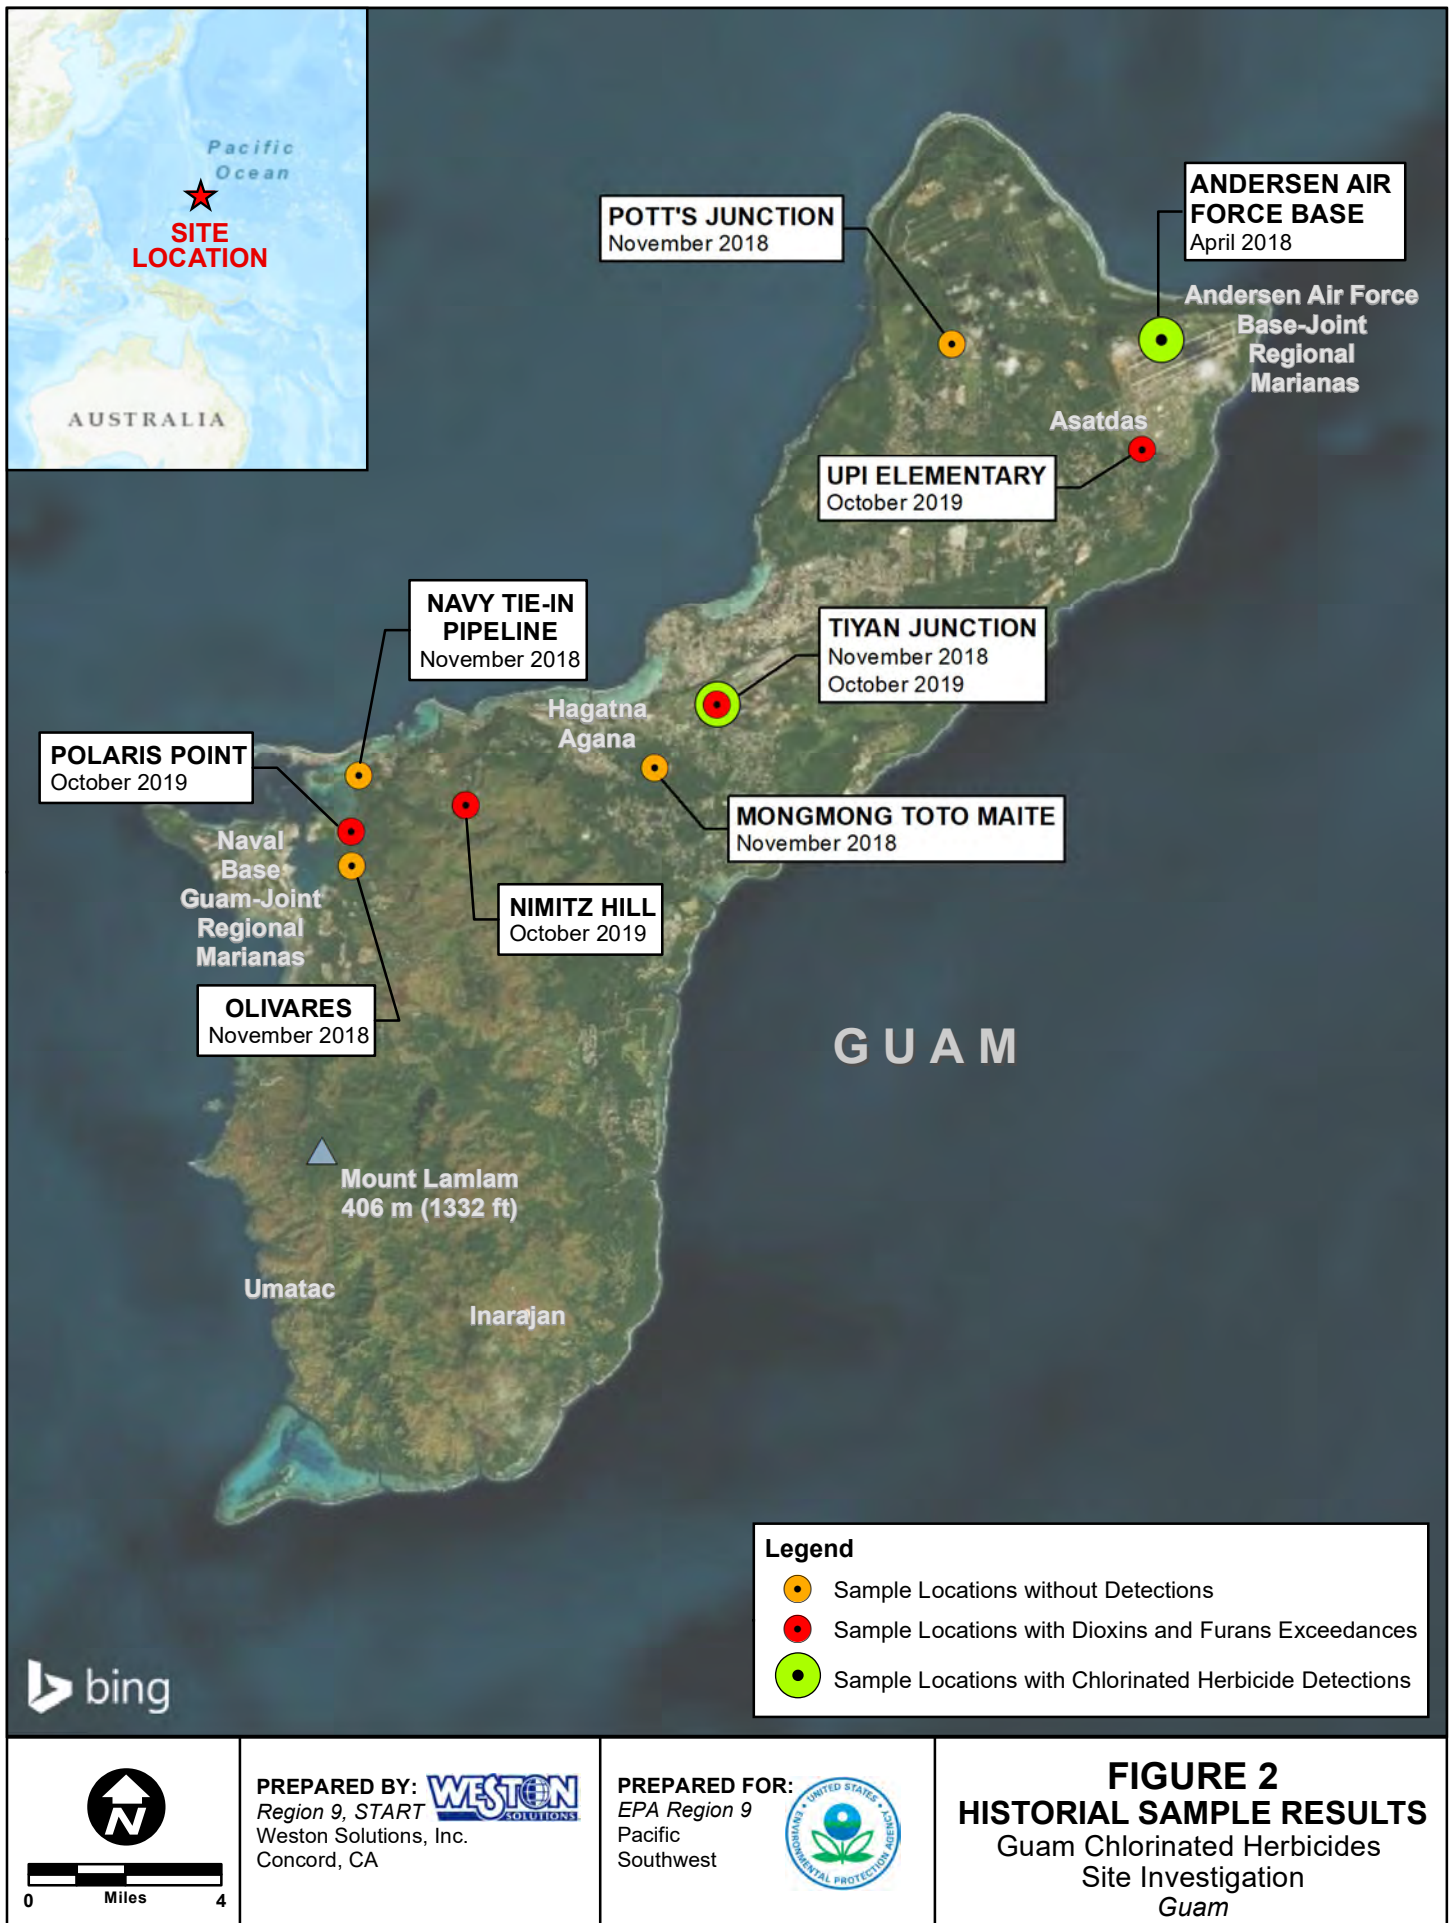 Pacific
Ocean
SITE
LOCATION
AUSTRALIA
POTT'S JUNCTION
November 2018
ANDERSEN AIR
FORCE BASE
April 2018
Andersen Air Force
Base-Joint
Regional
Marianas
Asatdas
UPI ELEMENTARY
October 2019
NAVY TIE-IN
PIPELINE
November 2018
TIYAN JUNCTION
November 2018
October 2019
Hagatna
Agana
POLARIS POINT
October 2019
MONGMONG TOTO MAITE
November 2018
Naval
Base
Guam-Joint
Regional
Marianas
NIMITZ HILL
October 2019
OLIVARES
November 2018
GUAM
Mount Lamlam
406 m (1332 ft)
Umatac
Inarajan
Legend
Sample Locations without Detections
Sample Locations with Dioxins and Furans Exceedances
Sample Locations with Chlorinated Herbicide Detections
bing
N
0 Miles 4
PREPARED BY:
WESTON
SOLUTIONS
Region 9, START
Weston Solutions, Inc.
Concord, CA
PREPARED FOR:
EPA Region 9
Pacific
Southwest
UNITED STATES
ENVIRONMENTAL PROTECTION AGENCY
FIGURE 2
HISTORIAL SAMPLE RESULTS
Guam Chlorinated Herbicides
Site Investigation
Guam